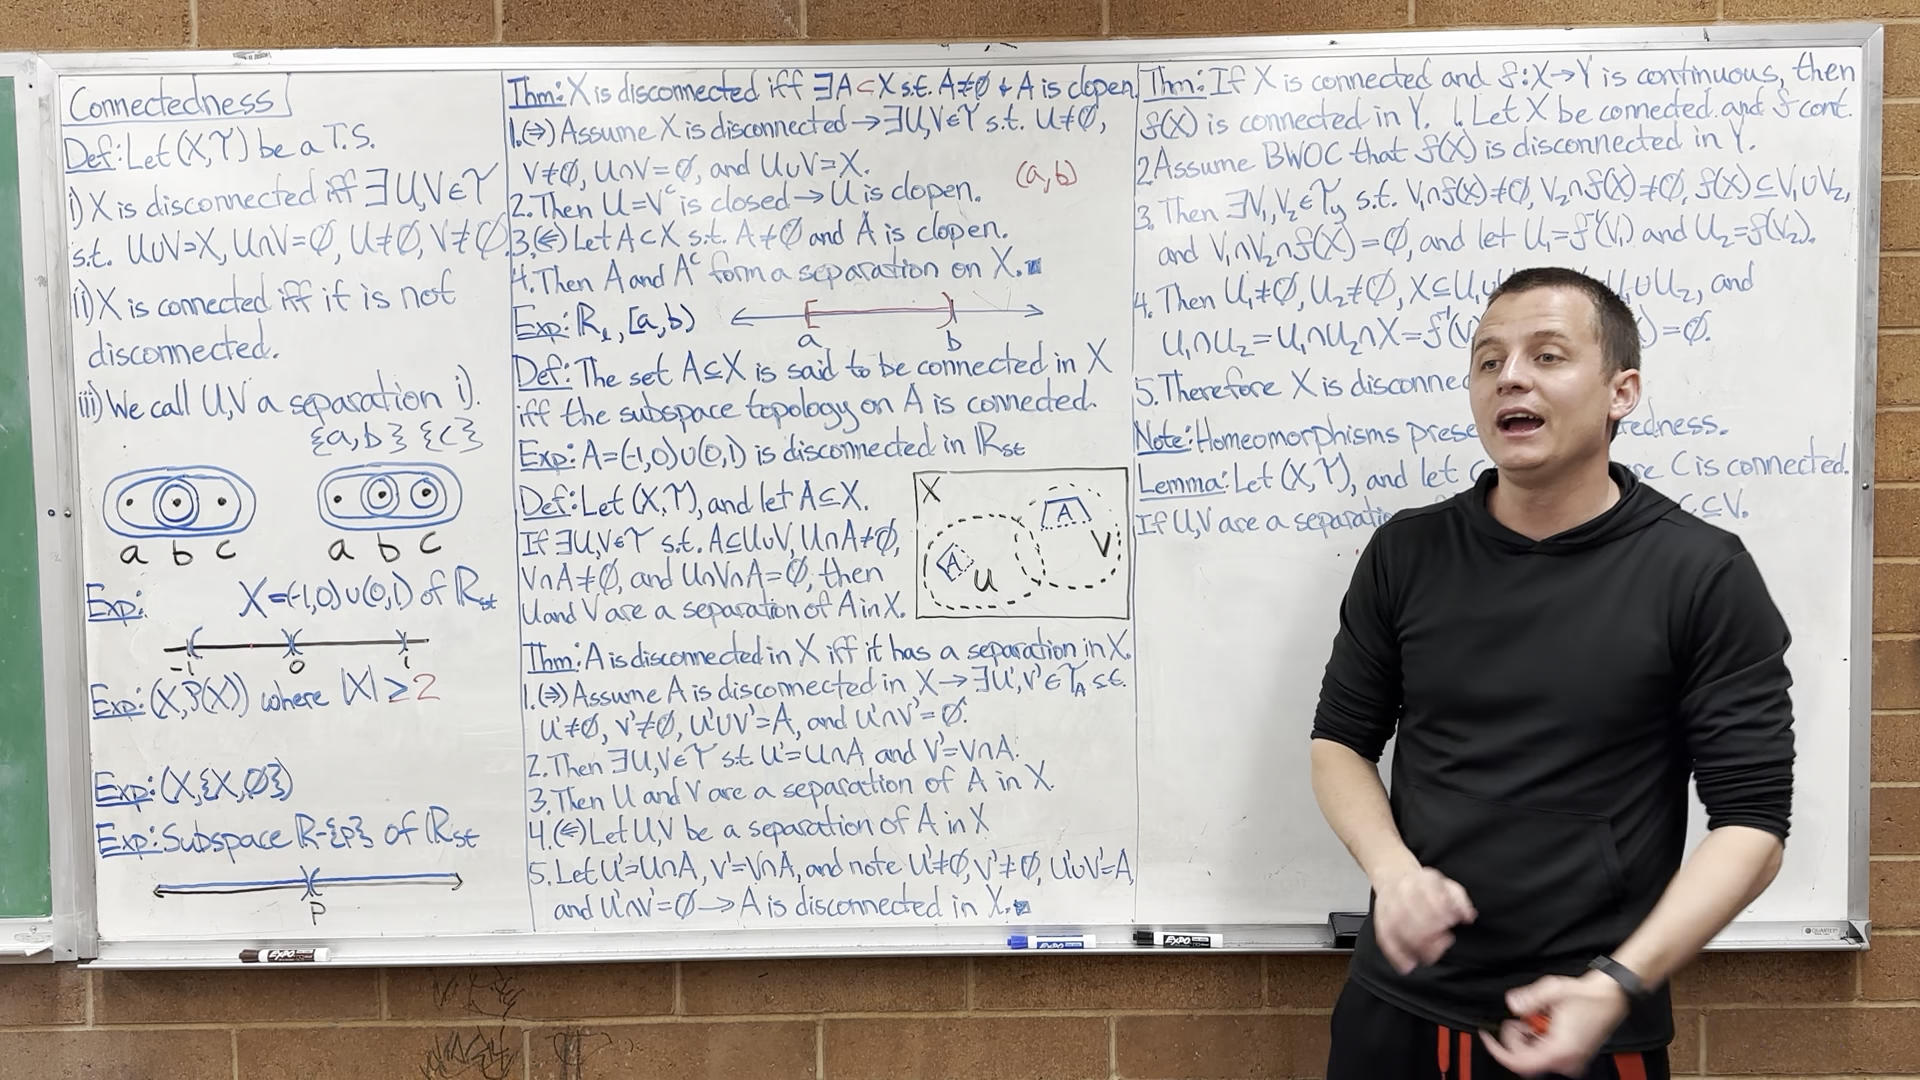 Connectedness
Def: Let (X,𝒯) be a T.S.
i) X is disconnected iff ∃U,V∈𝒯
s.t. U∪V=X, U∩V=∅, U≠∅, V≠∅.
ii) X is connected iff it is not
disconnected.
iii) We call U,V a separation i).
{a,b} {c}
a b c
a b c
Exp: X=(-1,0)∪(0,1) of ℝst
-1 0 1
Exp: (X,P(X)) where |X| ≥ 2
Exp: (X,{X,∅})
Exp: Subspace ℝ-{p} of ℝst
P
Thm: X is disconnected iff ∃A⊂X s.t. A≠∅ + A is clopen.
1.(⇒) Assume X is disconnected → ∃U,V∈𝒯 s.t. U≠∅,
V≠∅, U∩V=∅, and U∪V=X.
(a,b)
2. Then U=Vᶜ is closed → U is clopen.
3.(⇐) Let A⊂X s.t. A≠∅ and A is clopen.
4. Then A and Aᶜ form a separation on X.
Exp: ℝℓ, [a,b)
a b
Def: The set A⊆X is said to be connected in X
iff the subspace topology on A is connected.
Exp: A=(-1,0)∪(0,1) is disconnected in ℝst
Def: Let (X,𝒯), and let A⊆X.
If ∃U,V∈𝒯 s.t. A⊆U∪V, U∩A≠∅,
V∩A≠∅, and U∩V∩A=∅, then
U and V are a separation of A in X.
X
A
A
U
V
Thm: A is disconnected in X iff it has a separation in X.
1.(⇒) Assume A is disconnected in X → ∃U',V'∈𝒯A s.t.
U'≠∅, V'≠∅, U'∪V'=A, and U'∩V'=∅.
2. Then ∃U,V∈𝒯 s.t. U'=U∩A and V'=V∩A.
3. Then U and V are a separation of A in X.
4.(⇐) Let U,V be a separation of A in X
5. Let U'=U∩A, V'=V∩A, and note U'≠∅, V'≠∅, U'∪V'=A,
and U'∩V'=∅ → A is disconnected in X.
Thm: If X is connected and f:X→Y is continuous, then
f(X) is connected in Y. 1. Let X be connected and f cont.
2. Assume BWOC that f(X) is disconnected in Y.
3. Then ∃V₁,V₂∈𝒯y s.t. V₁∩f(X)≠∅, V₂∩f(X)≠∅, f(X)⊆V₁∪V₂,
and V₁∩V₂∩f(X)=∅, and let U₁=f⁻¹(V₁) and U₂=f⁻¹(V₂).
4. Then U₁≠∅, U₂≠∅, X⊆U₁∪ ∪U₂, and
U₁∩U₂=U₁∩U₂∩X=f⁻¹(V )=∅.
5. Therefore X is
Note: Homeomorphisms
Lemma: Let (X,𝒯), and let C is connected.
If U,V are a C⊆V.
EXPO
EXPO
EXPO
QUARTET